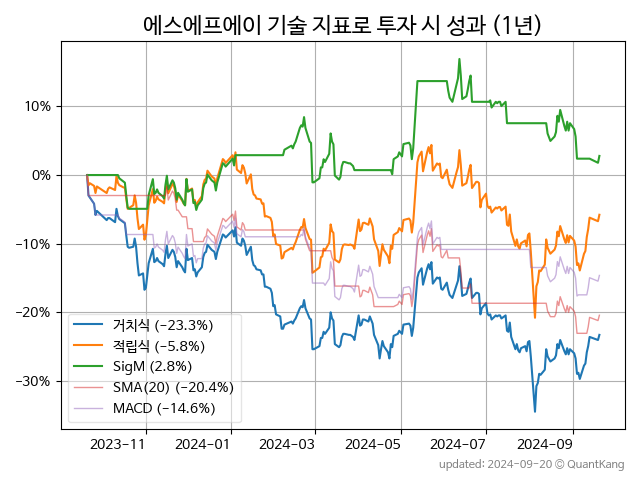 에스에프에이 기술 지표로 투자 시 성과 (1년)
10%
0%
−10%
−20%
−30%
거치식 (−23.3%)
적립식 (−5.8%)
SigM (2.8%)
SMA(20) (−20.4%)
MACD (−14.6%)
2023−11
2024−01
2024−03
2024−05
2024−07
2024−09
updated: 2024−09−20 © QuantKang